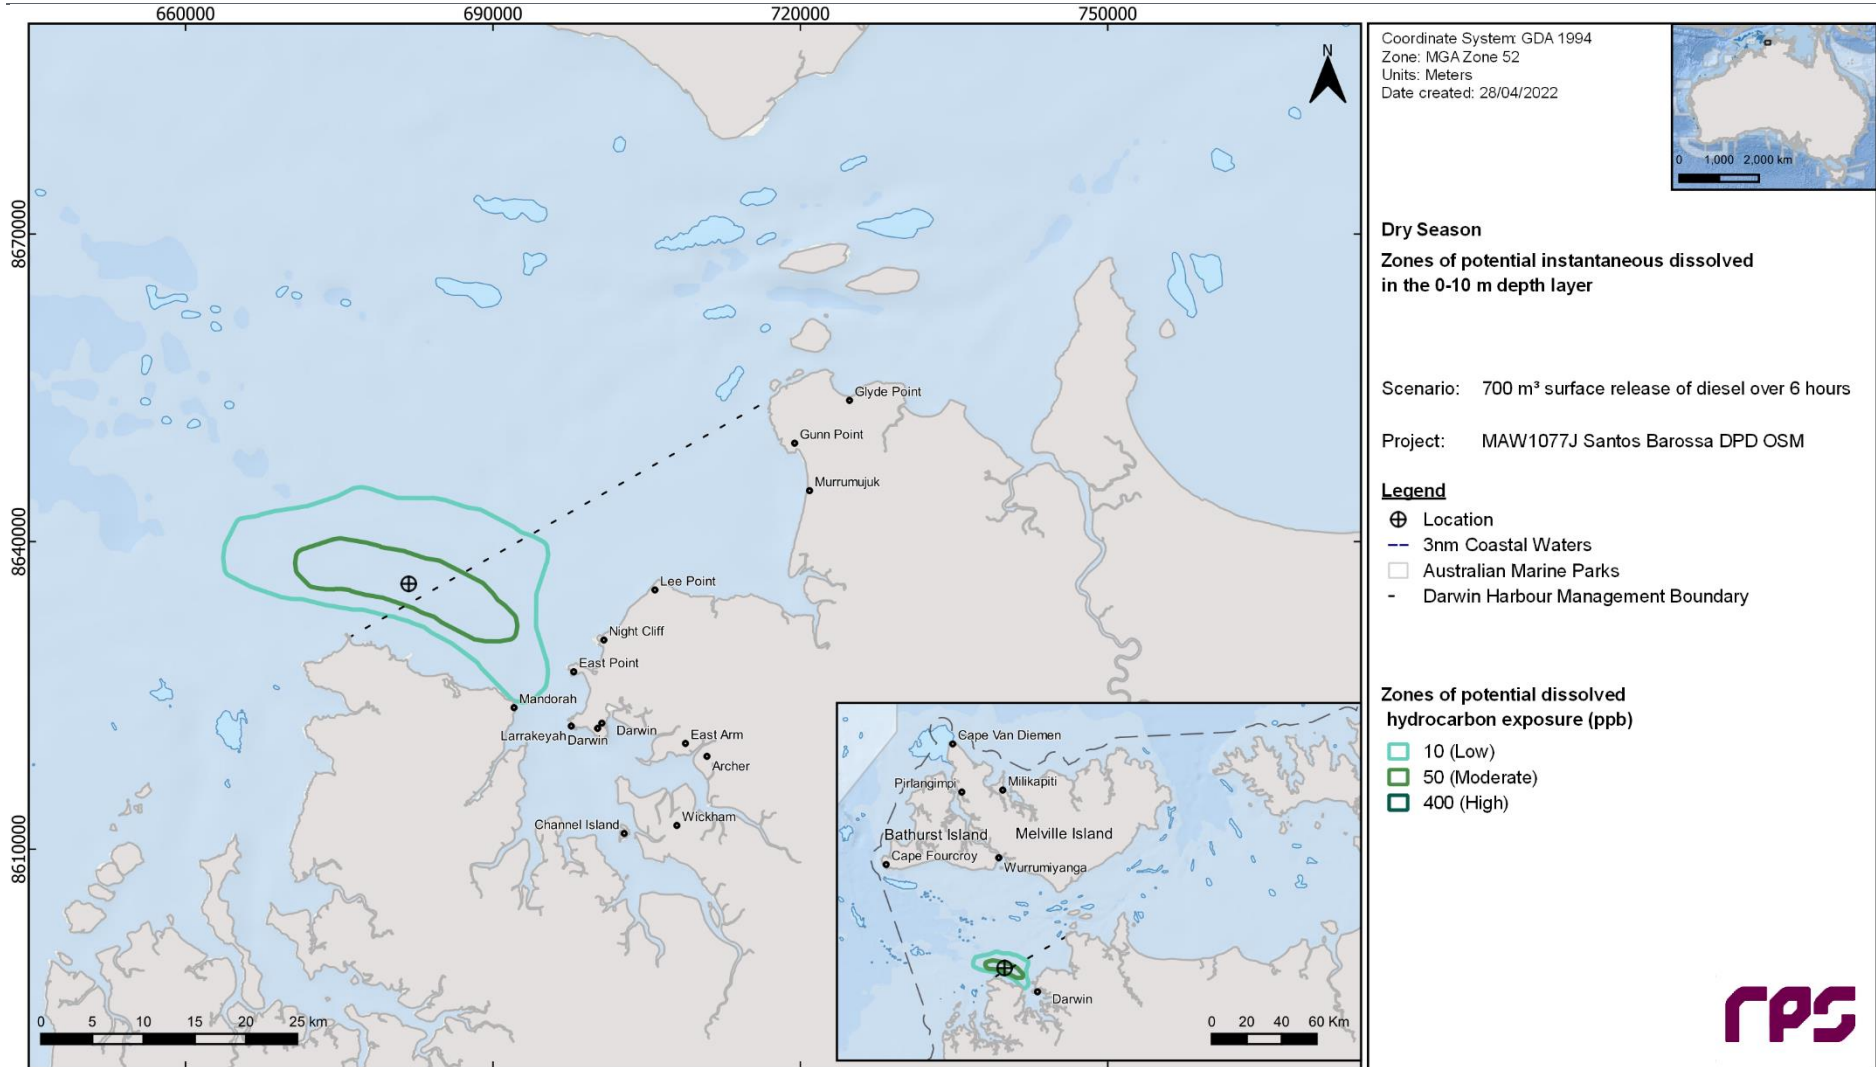 660000
690000
720000
750000
8670000
8640000
8610000
N
Glyde Point
Gunn Point
Murrumujuk
Lee Point
Night Cliff
East Point
Mandorah
Larrakeyah
Darwin
Darwin
East Arm
Archer
Channel Island
Wickham
0 5 10 15 20 25 km
Cape Van Diemen
Pirlangimpi
Milikapiti
Bathurst Island
Melville Island
Cape Fourcroy
Wurrumiyanga
Darwin
0 20 40 60 Km
Coordinate System: GDA 1994
Zone: MGA Zone 52
Units: Meters
Date created: 28/04/2022
0 1,000 2,000 km
Dry Season
Zones of potential instantaneous dissolved
in the 0-10 m depth layer
Scenario: 700 m³ surface release of diesel over 6 hours
Project: MAW1077J Santos Barossa DPD OSM
Legend
Location
3nm Coastal Waters
Australian Marine Parks
Darwin Harbour Management Boundary
Zones of potential dissolved
hydrocarbon exposure (ppb)
10 (Low)
50 (Moderate)
400 (High)
rps